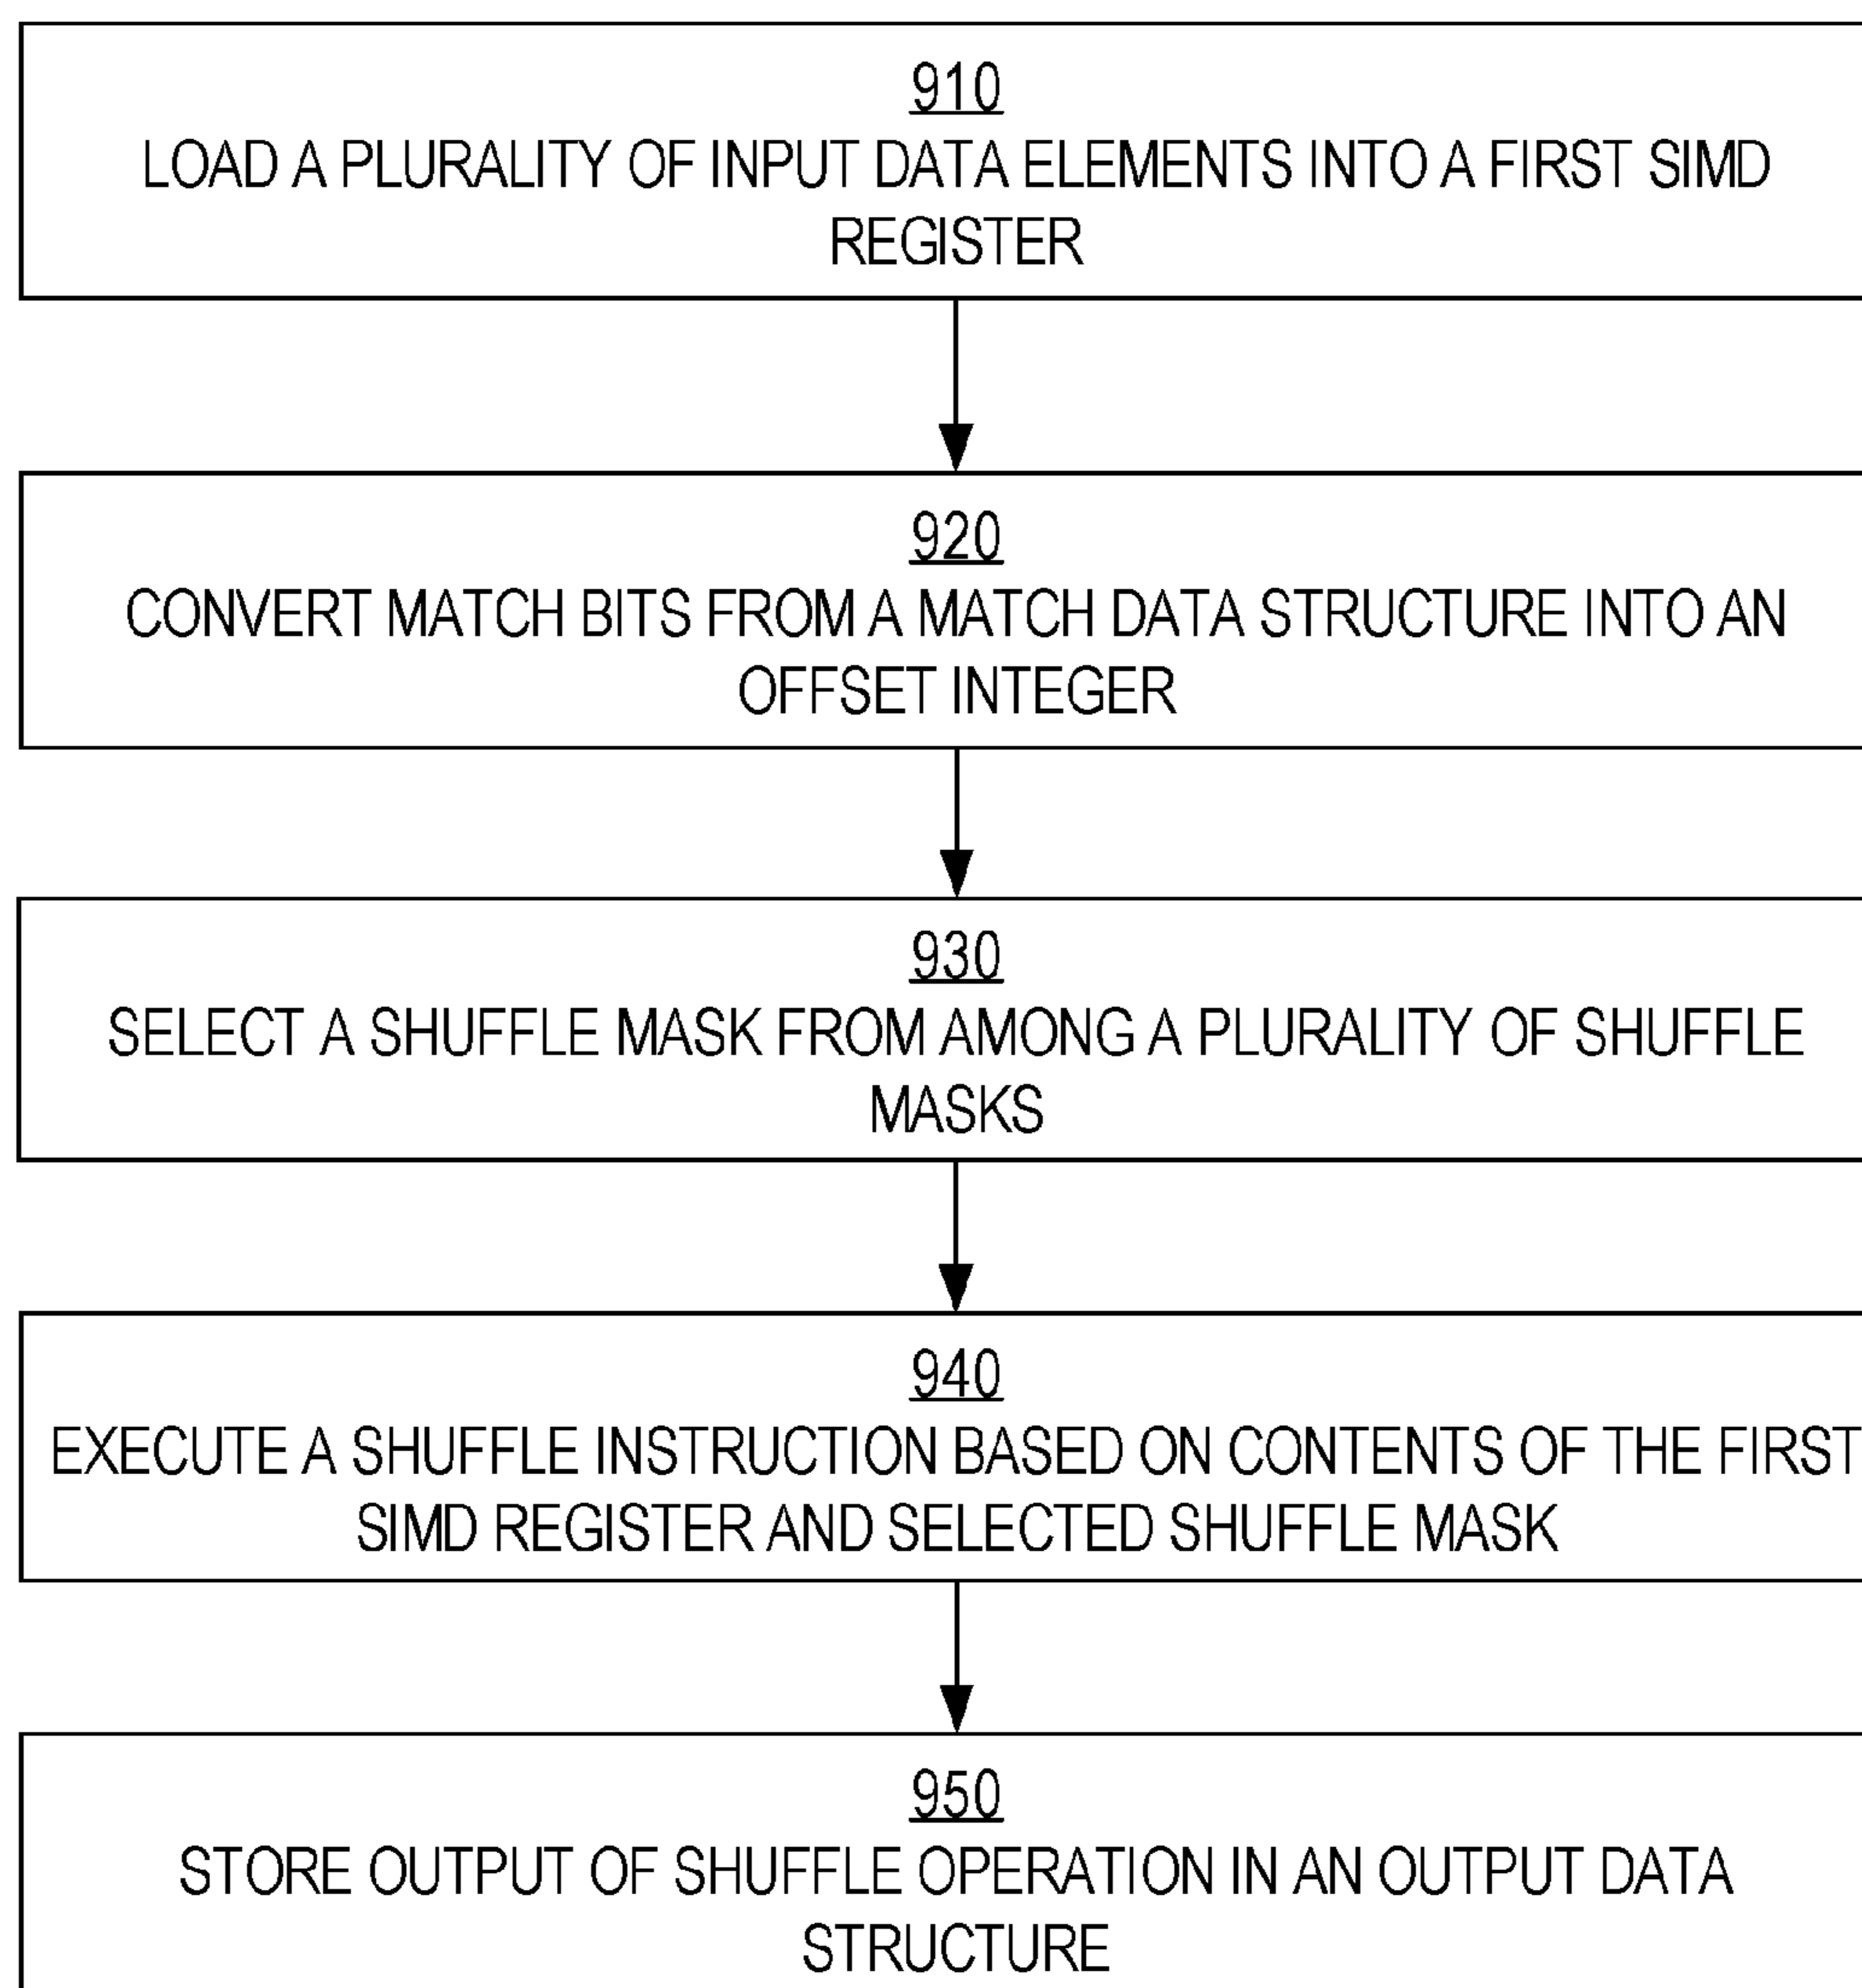 910
LOAD A PLURALITY OF INPUT DATA ELEMENTS INTO A FIRST SIMD
REGISTER
920
CONVERT MATCH BITS FROM A MATCH DATA STRUCTURE INTO AN
OFFSET INTEGER
930
SELECT A SHUFFLE MASK FROM AMONG A PLURALITY OF SHUFFLE
MASKS
940
EXECUTE A SHUFFLE INSTRUCTION BASED ON CONTENTS OF THE FIRST
SIMD REGISTER AND SELECTED SHUFFLE MASK
950
STORE OUTPUT OF SHUFFLE OPERATION IN AN OUTPUT DATA
STRUCTURE